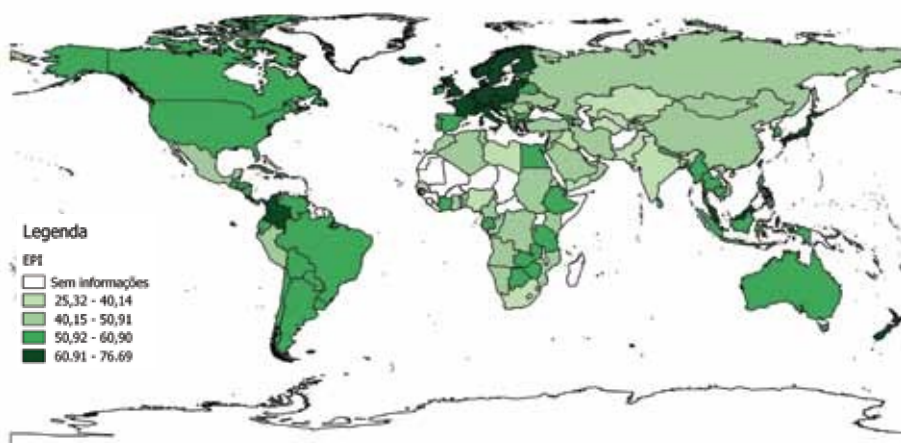 Legenda
EPI
Sem informações
25,32 - 40,14
40,15 - 50,91
50,92 - 60,90
60.91 - 76.69